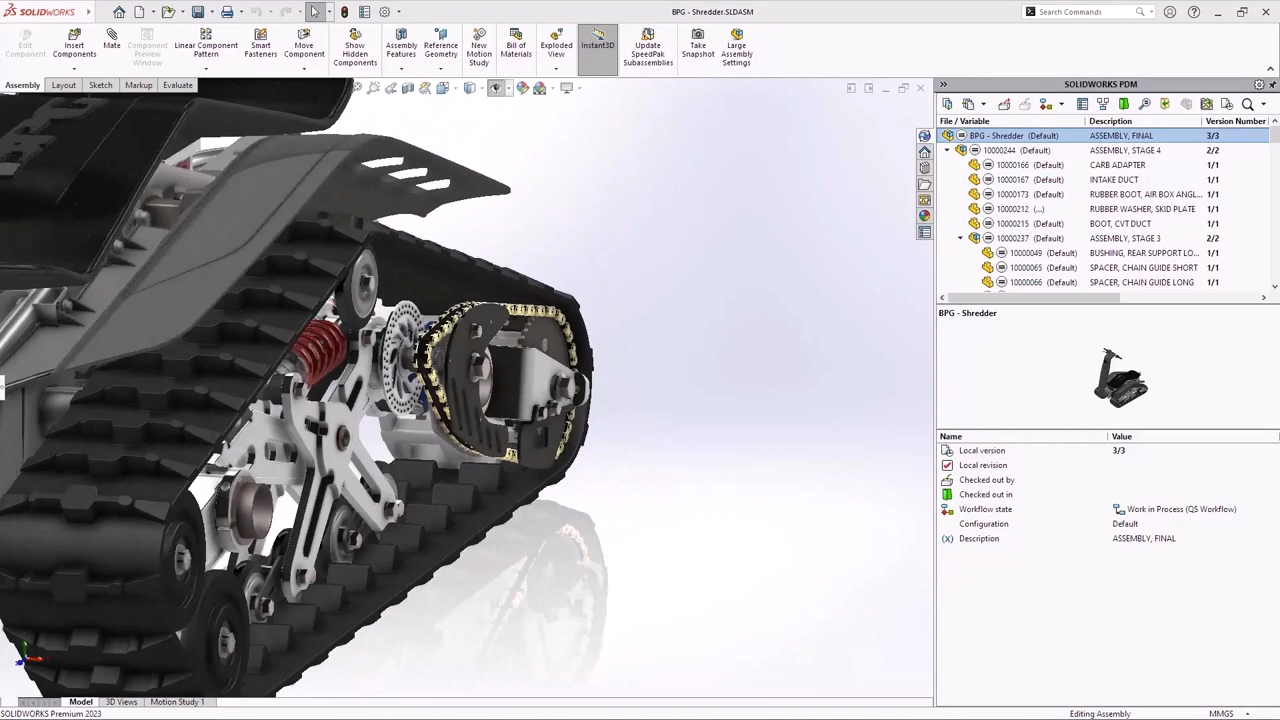 SOLIDWORKS
BPG - Shredder.SLDASM
Search Commands
Edit Component
Insert Components
Mate
Component Preview Window
Linear Component Pattern
Smart Fasteners
Move Component
Show Hidden Components
Assembly Features
Reference Geometry
New Motion Study
Bill of Materials
Exploded View
Instant3D
Update SpeedPak Subassemblies
Take Snapshot
Large Assembly Settings
Assembly Layout Sketch Markup Evaluate
SOLIDWORKS PDM
File / Variable Description Version Number
BPG - Shredder (Default) ASSEMBLY, FINAL 3/3
10000244 (Default) ASSEMBLY, STAGE 4 2/2
10000166 (Default) CARB ADAPTER 1/1
10000167 (Default) INTAKE DUCT 1/1
10000173 (Default) RUBBER BOOT, AIR BOX ANGL... 1/1
10000212 (...) RUBBER WASHER, SKID PLATE 1/1
10000215 (Default) BOOT, CVT DUCT 1/1
10000237 (Default) ASSEMBLY, STAGE 3 2/2
10000049 (Default) BUSHING, REAR SUPPORT LO... 1/1
10000065 (Default) SPACER, CHAIN GUIDE SHORT 1/1
10000066 (Default) SPACER, CHAIN GUIDE LONG 1/1
BPG - Shredder
Name Value
Local version 3/3
Local revision
Checked out by
Checked out in
Workflow state Work in Process (QS Workflow)
Configuration Default
Description ASSEMBLY, FINAL
Model 3D Views Motion Study 1
SOLIDWORKS Premium 2023 Editing Assembly MMGS